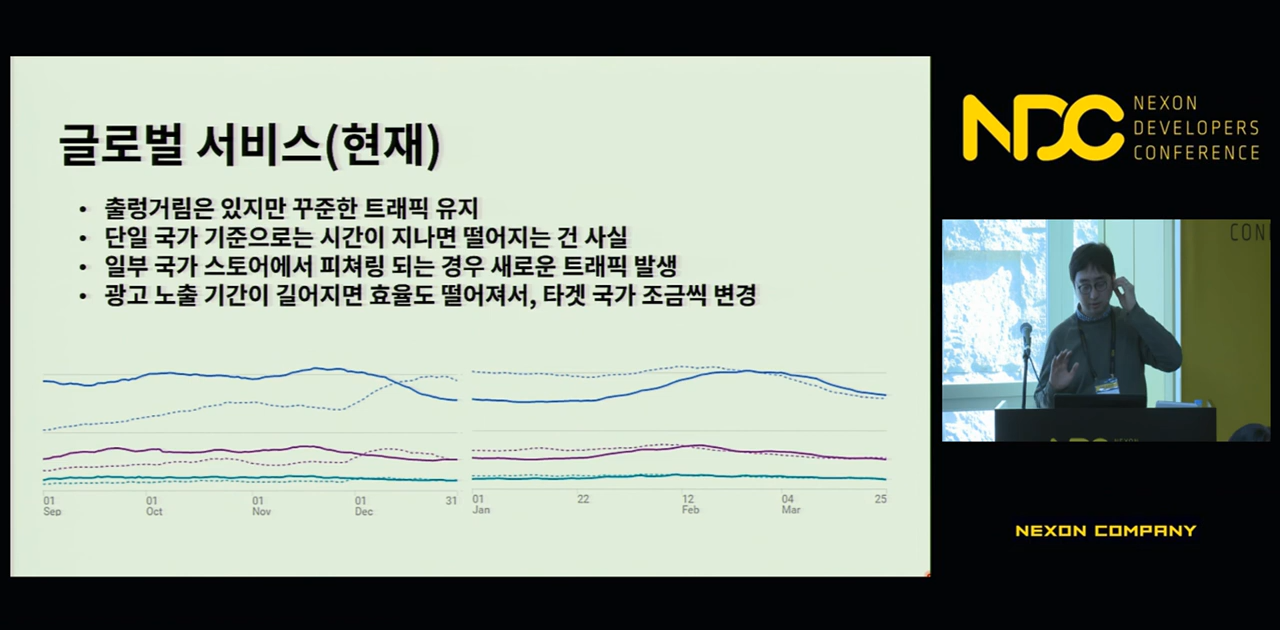 글로벌 서비스(현재)
• 출렁거림은 있지만 꾸준한 트래픽 유지
• 단일 국가 기준으로는 시간이 지나면 떨어지는 건 사실
• 일부 국가 스토어에서 피쳐링 되는 경우 새로운 트래픽 발생
• 광고 노출 기간이 길어지면 효율도 떨어져서, 타겟 국가 조금씩 변경
01 01 01 01 31
Sep Oct Nov Dec
01 22 12 04 25
Jan Feb Mar
NDC
NEXON
DEVELOPERS
CONFERENCE
CON
NEXON COMPANY